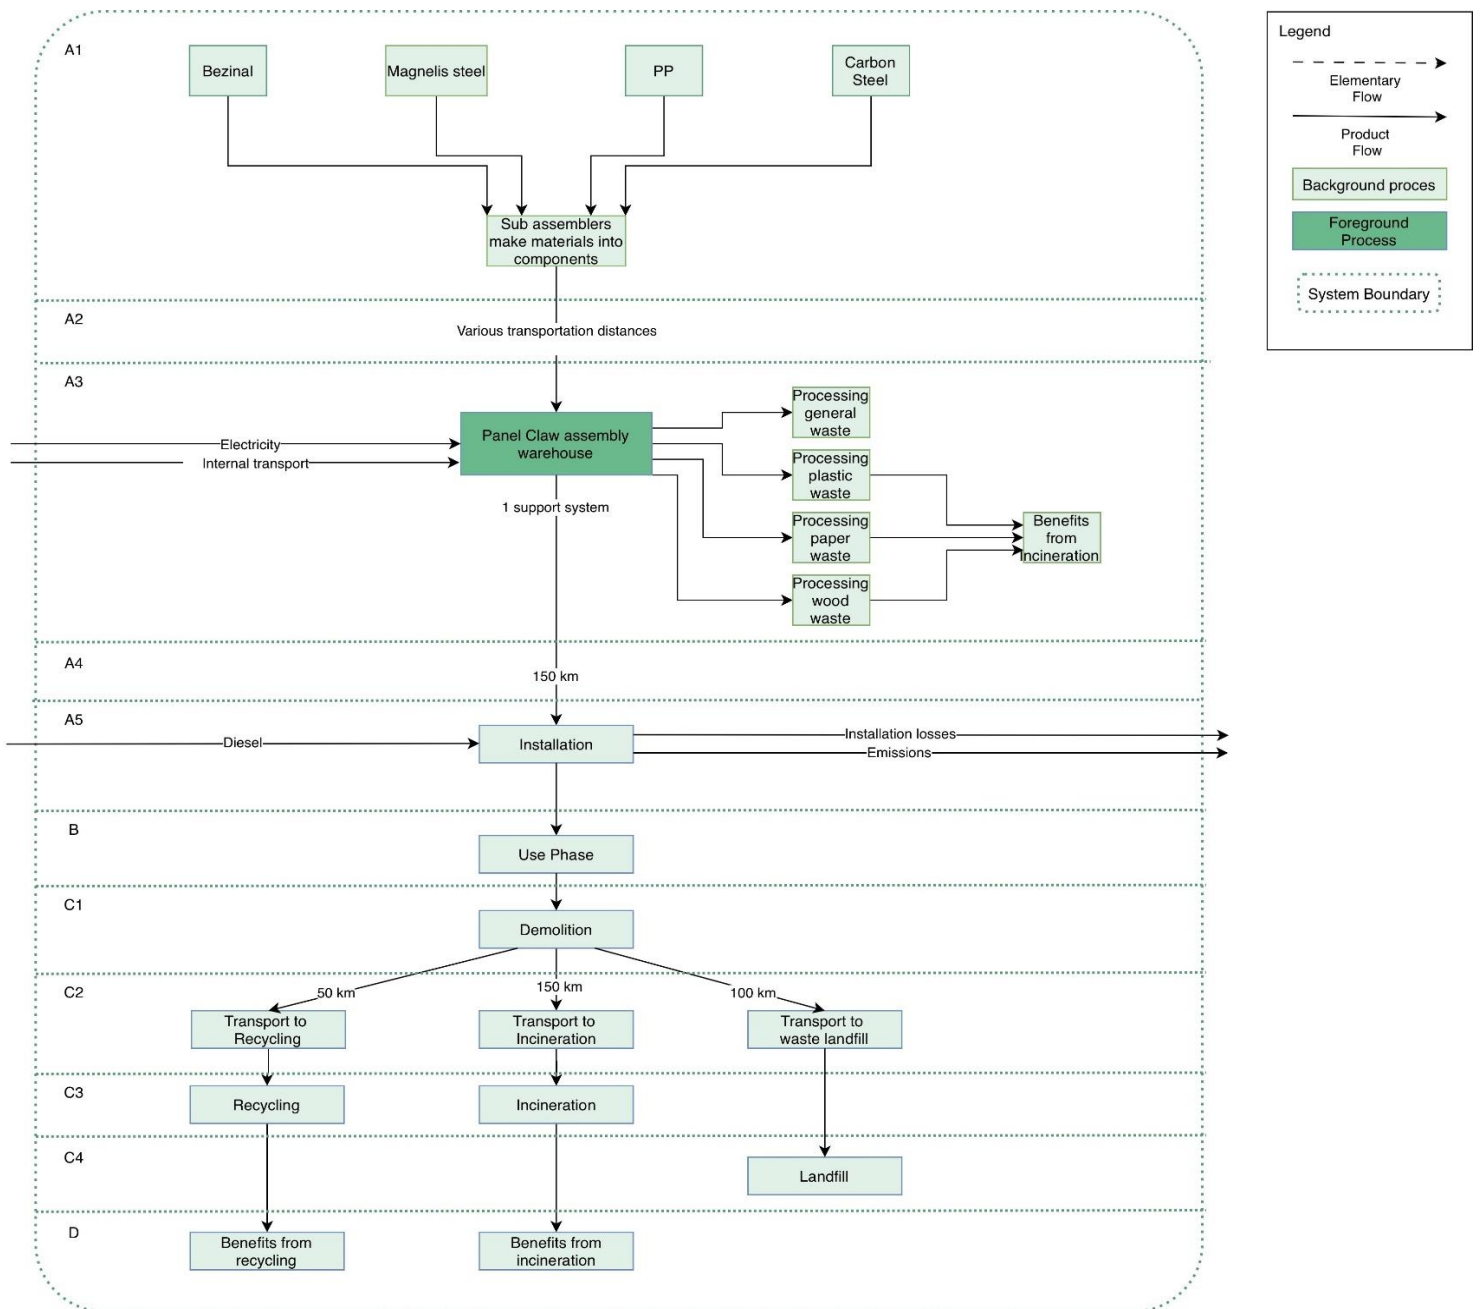 A1
Bezinal
Magnelis steel
PP
Carbon
Steel
Sub assemblers
make materials into
components
A2
Various transportation distances
A3
Electricity
Internal transport
Panel Claw assembly
warehouse
1 support system
Processing
general
waste
Processing
plastic
waste
Processing
paper
waste
Processing
wood
waste
Benefits
from
Incineration
A4
150 km
A5
Diesel
Installation
Installation losses
Emissions
B
Use Phase
C1
Demolition
C2
50 km
150 km
100 km
Transport to
Recycling
Transport to
Incineration
Transport to
waste landfill
C3
Recycling
Incineration
C4
Landfill
D
Benefits from
recycling
Benefits from
incineration
Legend
Elementary
Flow
Product
Flow
Background proces
Foreground
Process
System Boundary